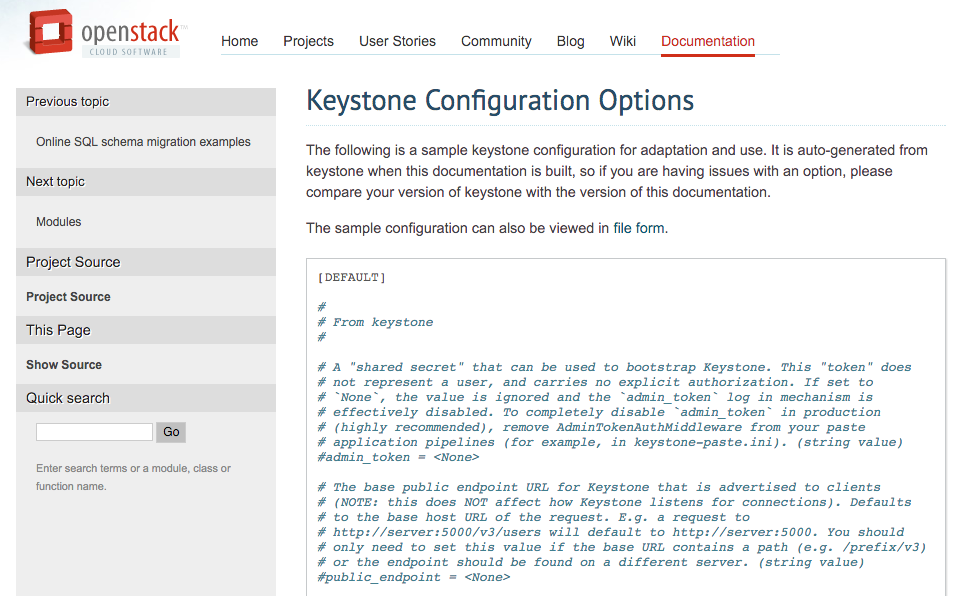 openstack™
CLOUD SOFTWARE
Home Projects User Stories Community Blog Wiki Documentation
Previous topic
Online SQL schema migration examples
Next topic
Modules
Project Source
Project Source
This Page
Show Source
Quick search
Go
Enter search terms or a module, class or
function name.
Keystone Configuration Options
The following is a sample keystone configuration for adaptation and use. It is auto-generated from
keystone when this documentation is built, so if you are having issues with an option, please
compare your version of keystone with the version of this documentation.
The sample configuration can also be viewed in file form.
[DEFAULT]
#
# From keystone
#
# A "shared secret" that can be used to bootstrap Keystone. This "token" does
# not represent a user, and carries no explicit authorization. If set to
# `None`, the value is ignored and the `admin_token` log in mechanism is
# effectively disabled. To completely disable `admin_token` in production
# (highly recommended), remove AdminTokenAuthMiddleware from your paste
# application pipelines (for example, in keystone-paste.ini). (string value)
#admin_token = <None>
# The base public endpoint URL for Keystone that is advertised to clients
# (NOTE: this does NOT affect how Keystone listens for connections). Defaults
# to the base host URL of the request. E.g. a request to
# http://server:5000/v3/users will default to http://server:5000. You should
# only need to set this value if the base URL contains a path (e.g. /prefix/v3)
# or the endpoint should be found on a different server. (string value)
#public_endpoint = <None>